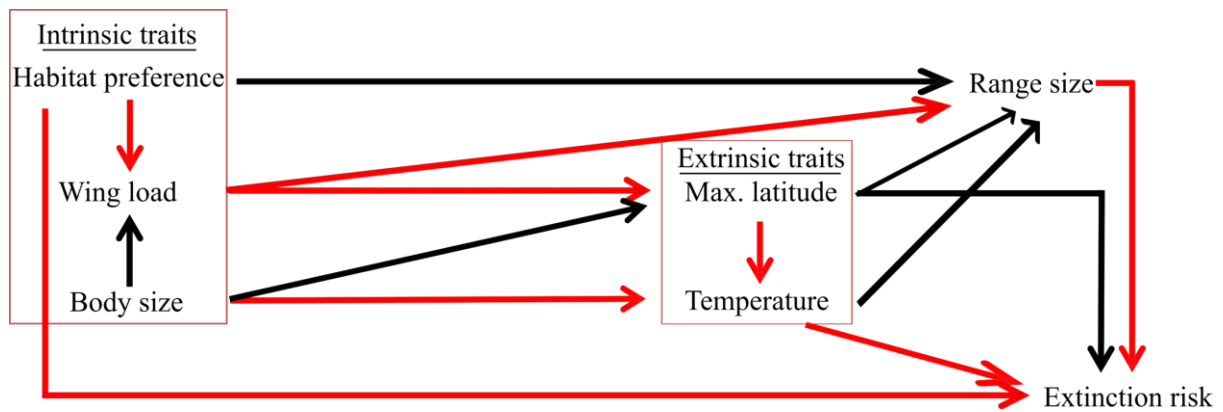 Intrinsic traits
Habitat preference
Wing load
Body size
Extrinsic traits
Max. latitude
Temperature
Range size
Extinction risk